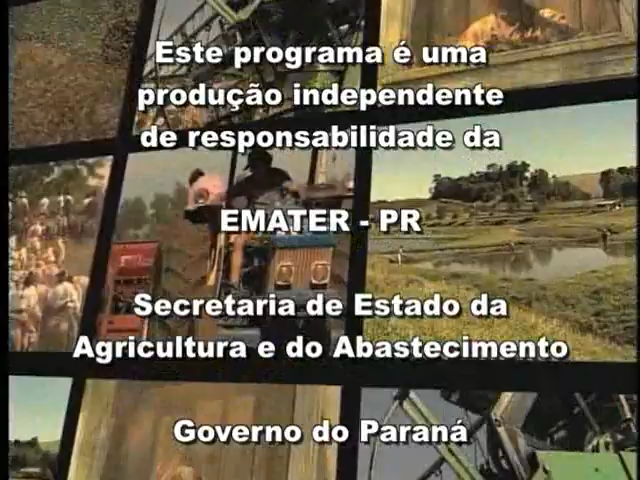 Este programa é uma
produção independente
de responsabilidade da
EMATER - PR
Secretaria de Estado da
Agricultura e do Abastecimento
Governo do Paraná